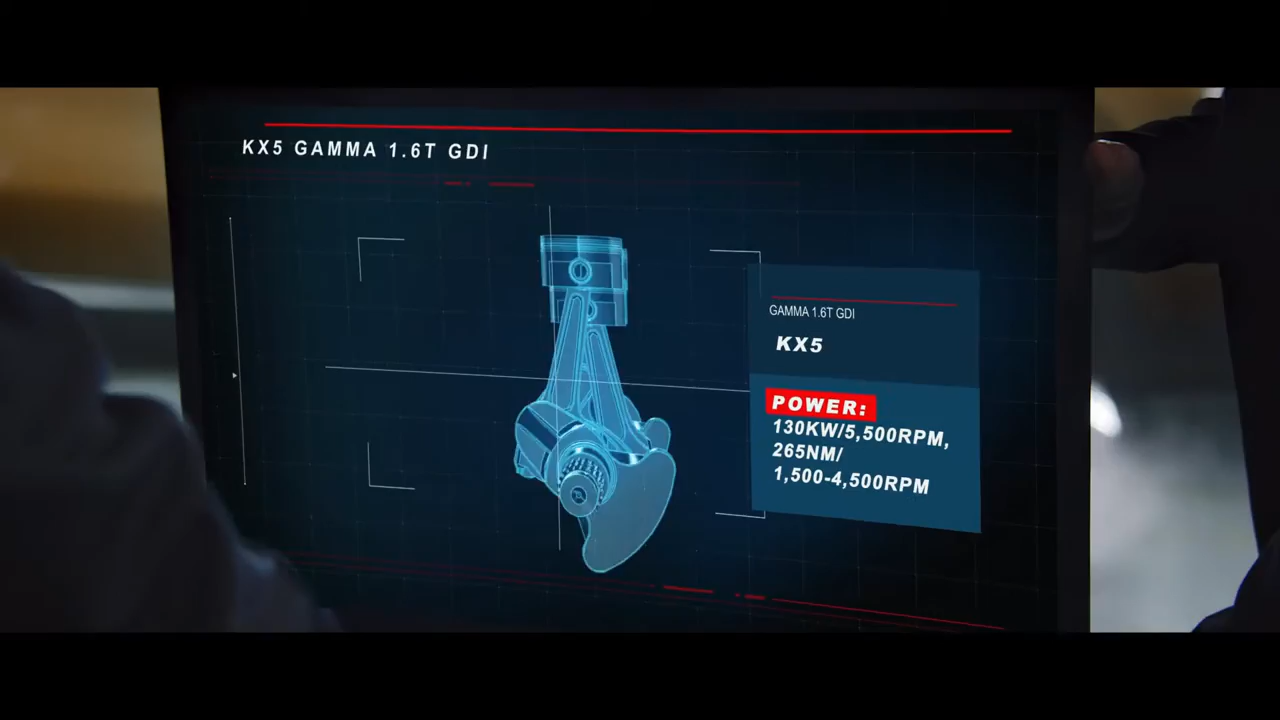 KX5 GAMMA 1.6T GDI
GAMMA 1.6T GDI
KX5
POWER:
130KW/5,500RPM,
265NM/
1,500-4,500RPM